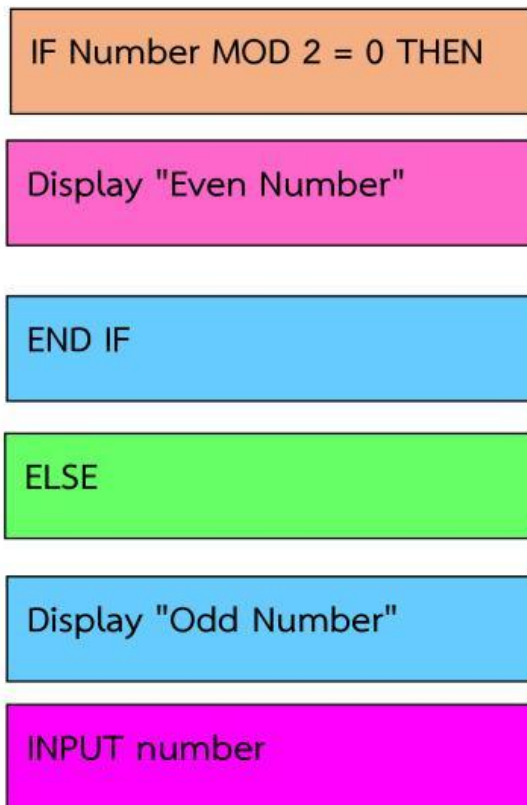 IF Number MOD 2 = 0 THEN
Display "Even Number"
END IF
ELSE
Display "Odd Number"
INPUT number